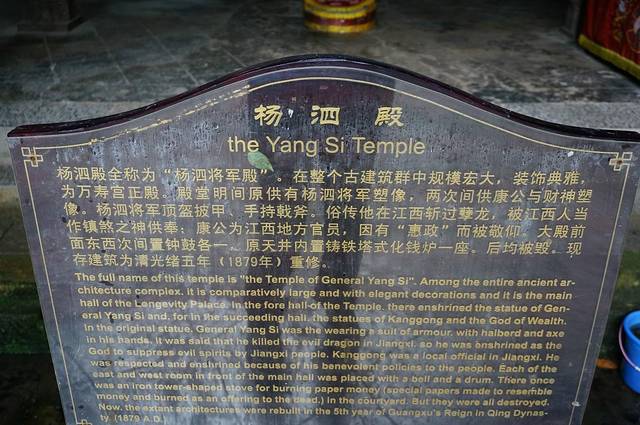 杨泗殿
the Yang Si Temple
杨泗殿全称为“杨泗将军殿”。在整个古建筑群中规模宏大，装饰典雅，
为万寿宫正殿。殿堂明间原供有杨泗将军塑像，两次间供康公与财神塑
像。杨泗将军顶盔披甲、手持戟斧。俗传他在江西斩过孽龙，被江西人当
作镇煞之神供奉；康公为江西地方官员，因有“惠政”而被敬仰。大殿前
面东西次间置钟鼓各一。原天井内置铸铁塔式化钱炉一座。后均被毁。现
存建筑为清光绪五年（1879年）重修。
The full name of this temple is "the Temple of General Yang Si". Among the entire ancient ar-
chitecture complex. It is comparatively large and with elegant decorations and it is the main
hall of the Longevity Palace. In the fore hall of the Temple, there enshrined the statue of Gen-
eral Yang Si and, for in the succeeding hall, the statues of Kanggong and the God of Wealth.
In the original statue, General Yang Si was the wearing a suit of armour, with halberd and axe
in his hands. It was said that he killed the evil dragon in Jiangxi, so he was enshrined as the
God to suppress evil spirits by Jiangxi people. Kanggong was a local official in Jiangxi. He
was respected and enshrined because of his benevolent policies to the people. Each of the
east and west room in front of the main hall was placed with a bell and a drum. There once
was an iron tower-shaped stove for burning paper money (special papers made to resemble
money and burned as an offering to the dead.) in the courtyard. But they were all destroyed.
Now, the extant architectures were rebuilt in the 5th year of Guangxu's Reign in Qing Dynas-
ty (1879 A.D.